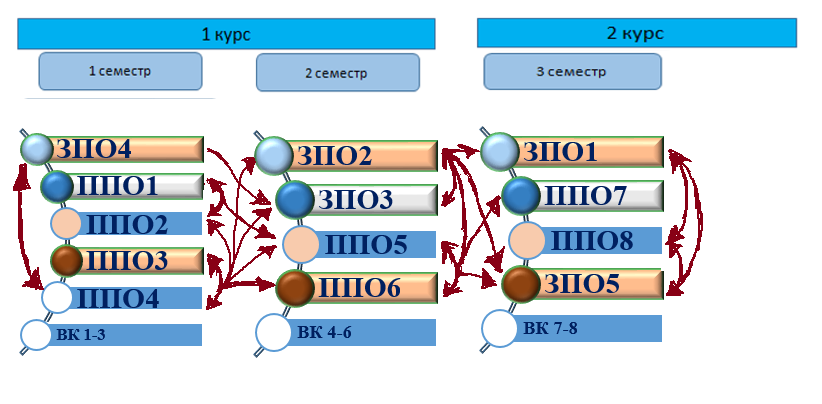 1 курс
2 курс
1 семестр
2 семестр
3 семестр
ЗПО4
ППО1
ППО2
ППО3
ППО4
ВК 1-3
ЗПО2
ЗПО3
ППО5
ППО6
ВК 4-6
ЗПО1
ППО7
ППО8
ЗПО5
ВК 7-8